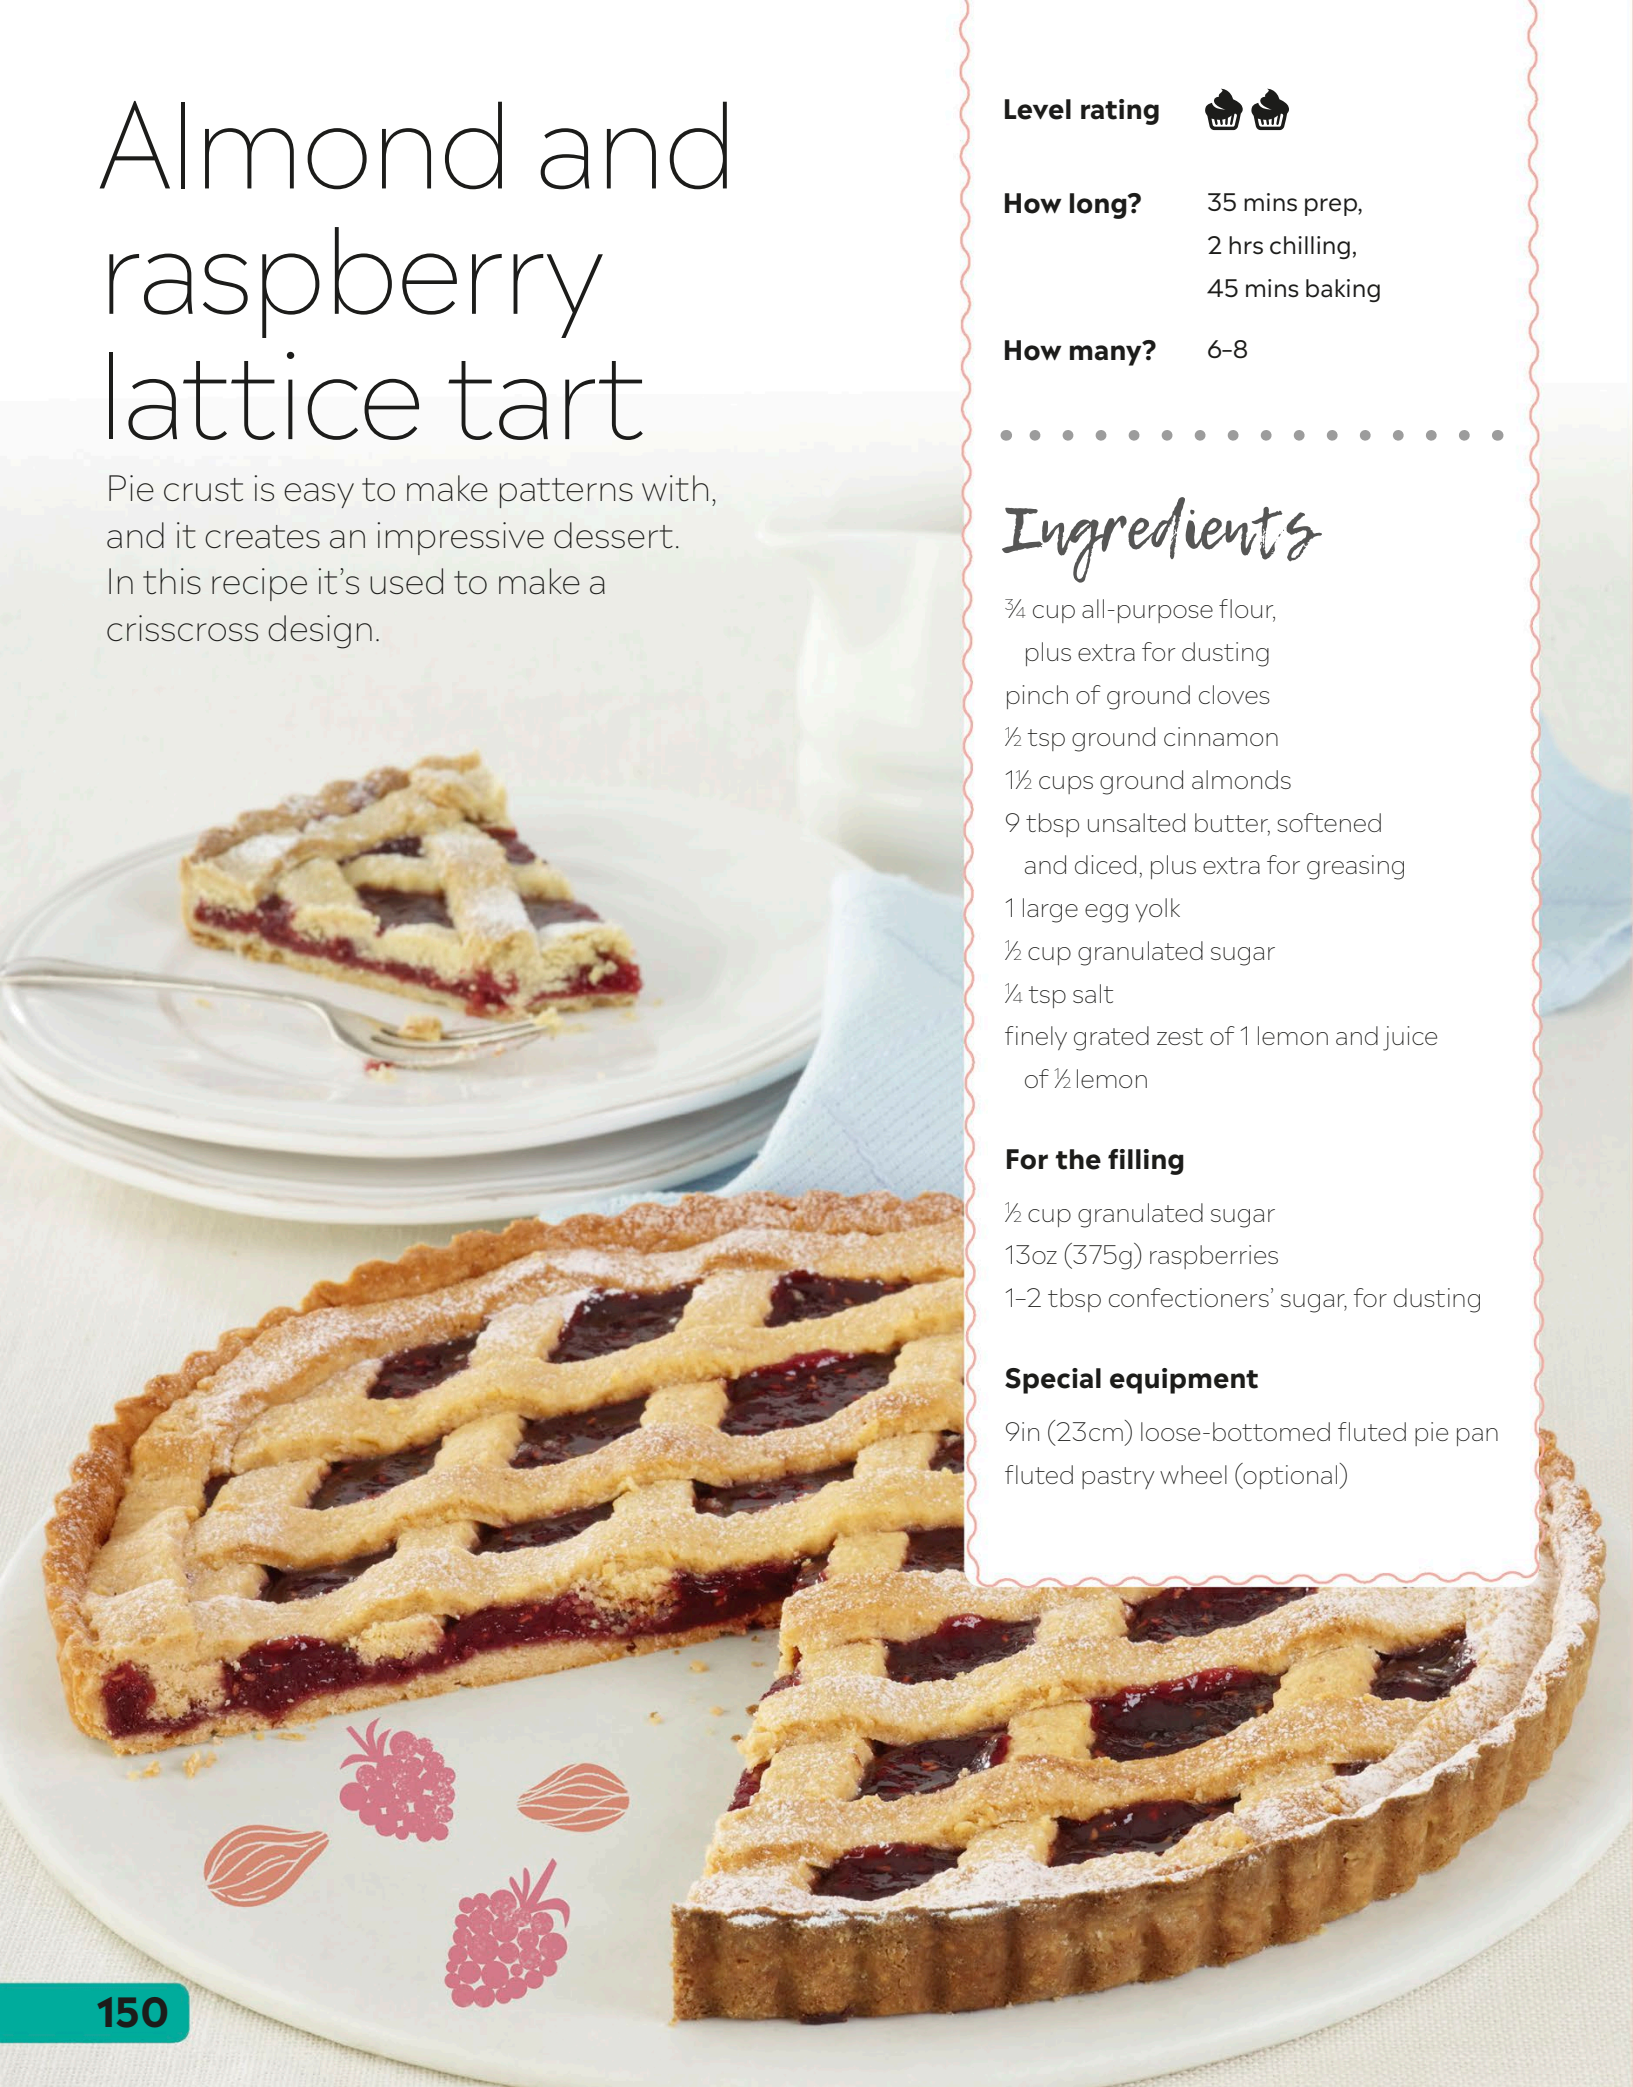 Almond and
raspberry
lattice tart
Pie crust is easy to make patterns with,
and it creates an impressive dessert.
In this recipe it’s used to make a
crisscross design.
Level rating
How long? 35 mins prep,
2 hrs chilling,
45 mins baking
How many? 6–8
Ingredients
¾ cup all-purpose flour,
plus extra for dusting
pinch of ground cloves
½ tsp ground cinnamon
1½ cups ground almonds
9 tbsp unsalted butter, softened
and diced, plus extra for greasing
1 large egg yolk
½ cup granulated sugar
¼ tsp salt
finely grated zest of 1 lemon and juice
of ½ lemon
For the filling
½ cup granulated sugar
13oz (375g) raspberries
1–2 tbsp confectioners’ sugar, for dusting
Special equipment
9in (23cm) loose-bottomed fluted pie pan
fluted pastry wheel (optional)
150